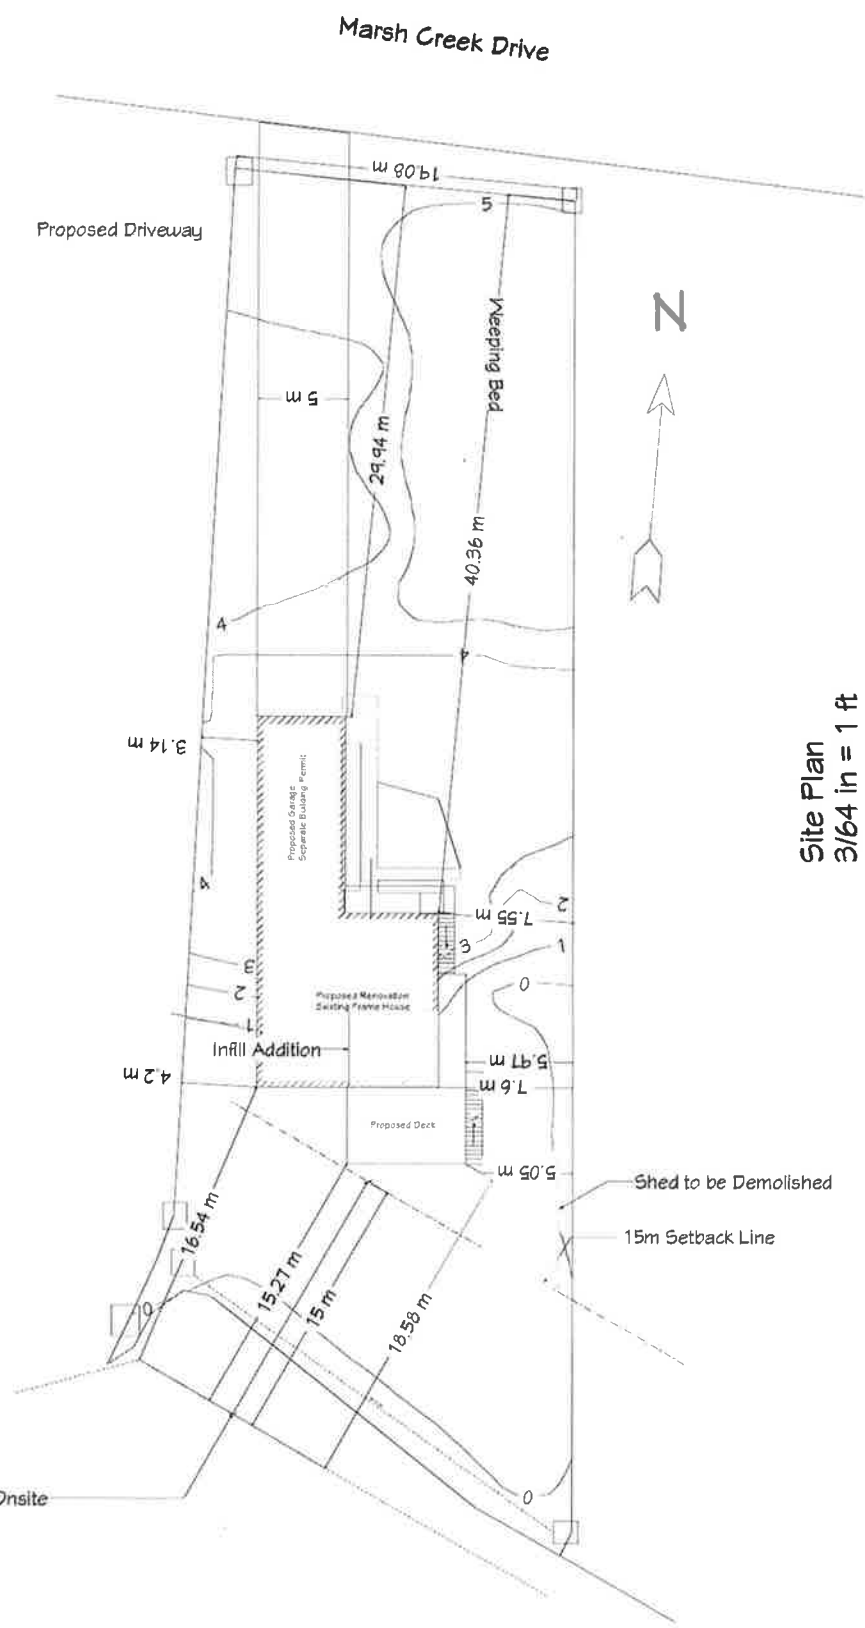 Marsh Creek Drive
19.08 m
Proposed Driveway
5
N
Weeping Bed
5 m
29.94 m
40.36 m
4
4
3.14 m
Proposed Garage
Separate Building Permit
Site Plan
3/64 in = 1 ft
4
2
7.55 m
3
1
3
0
2
Proposed Renovation
Existing Frame House
1
Infill Addition
5.97 m
4.2 m
7.6 m
Proposed Deck
5.05 m
Shed to be Demolished
16.54 m
15m Setback Line
15.27 m
0
15 m
18.58 m
Onsite
0